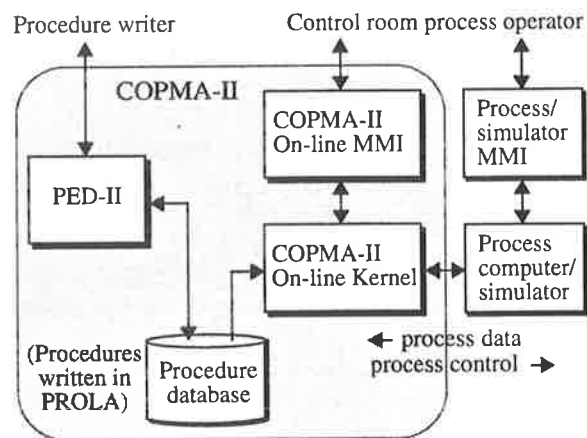 Procedure writer
Control room process operator
COPMA-II
COPMA-II
On-line MMI
Process/
simulator
MMI
PED-II
COPMA-II
On-line Kernel
Process
computer/
simulator
(Procedures
written in
PROLA)
Procedure
database
process data
process control